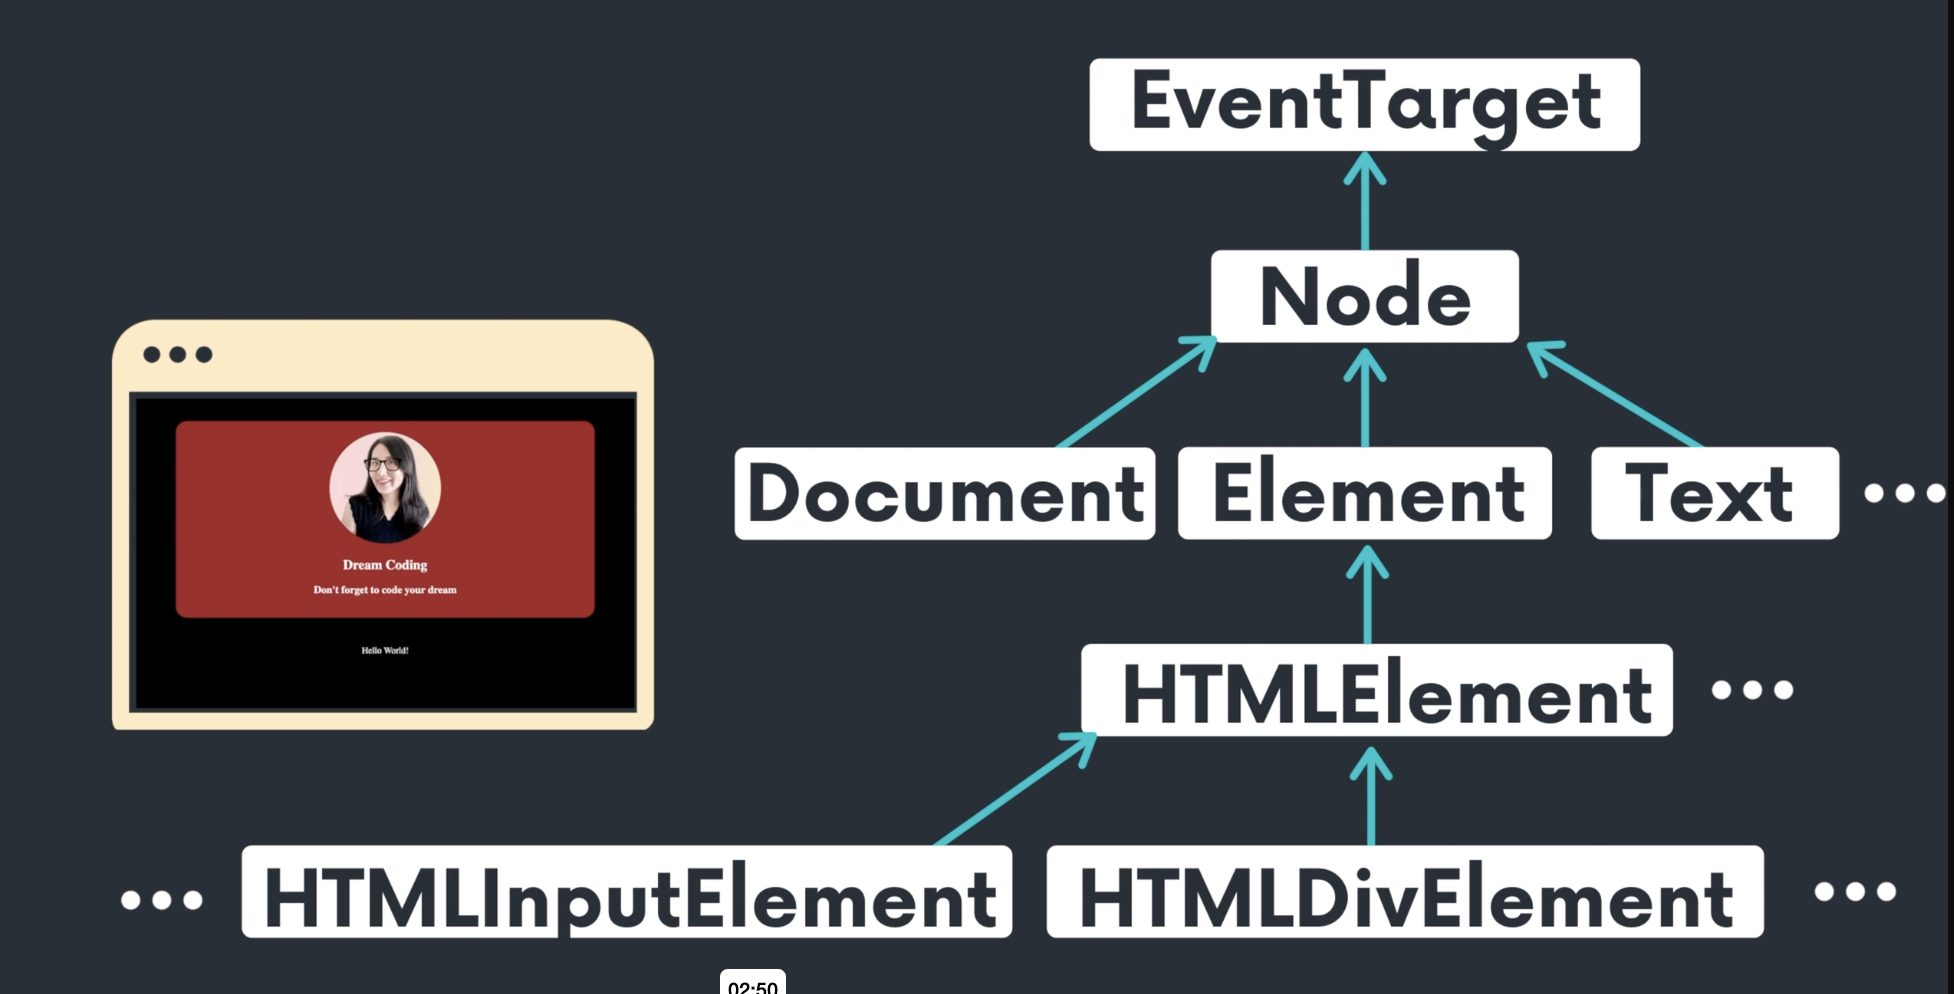 EventTarget
Node
Document Element Text ...
Dream Coding
Don't forget to code your dream
Hello World!
HTMLElement ...
... HTMLInputElement HTMLDivElement ...
02:50